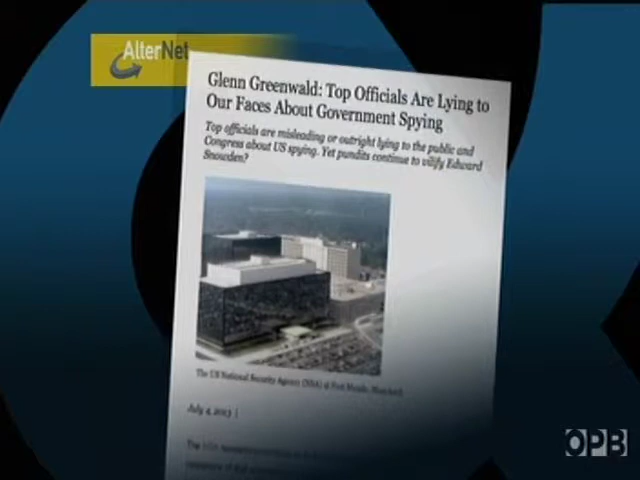 AlterNet
Glenn Greenwald: Top Officials Are Lying to
Our Faces About Government Spying
Top officials are misleading or outright lying to the public and
Congress about US spying. Yet pundits continue to vilify Edward
Snowden?
The US National Security Agency (NSA) at Fort Meade, Maryland
July 4, 2013 |
OPB